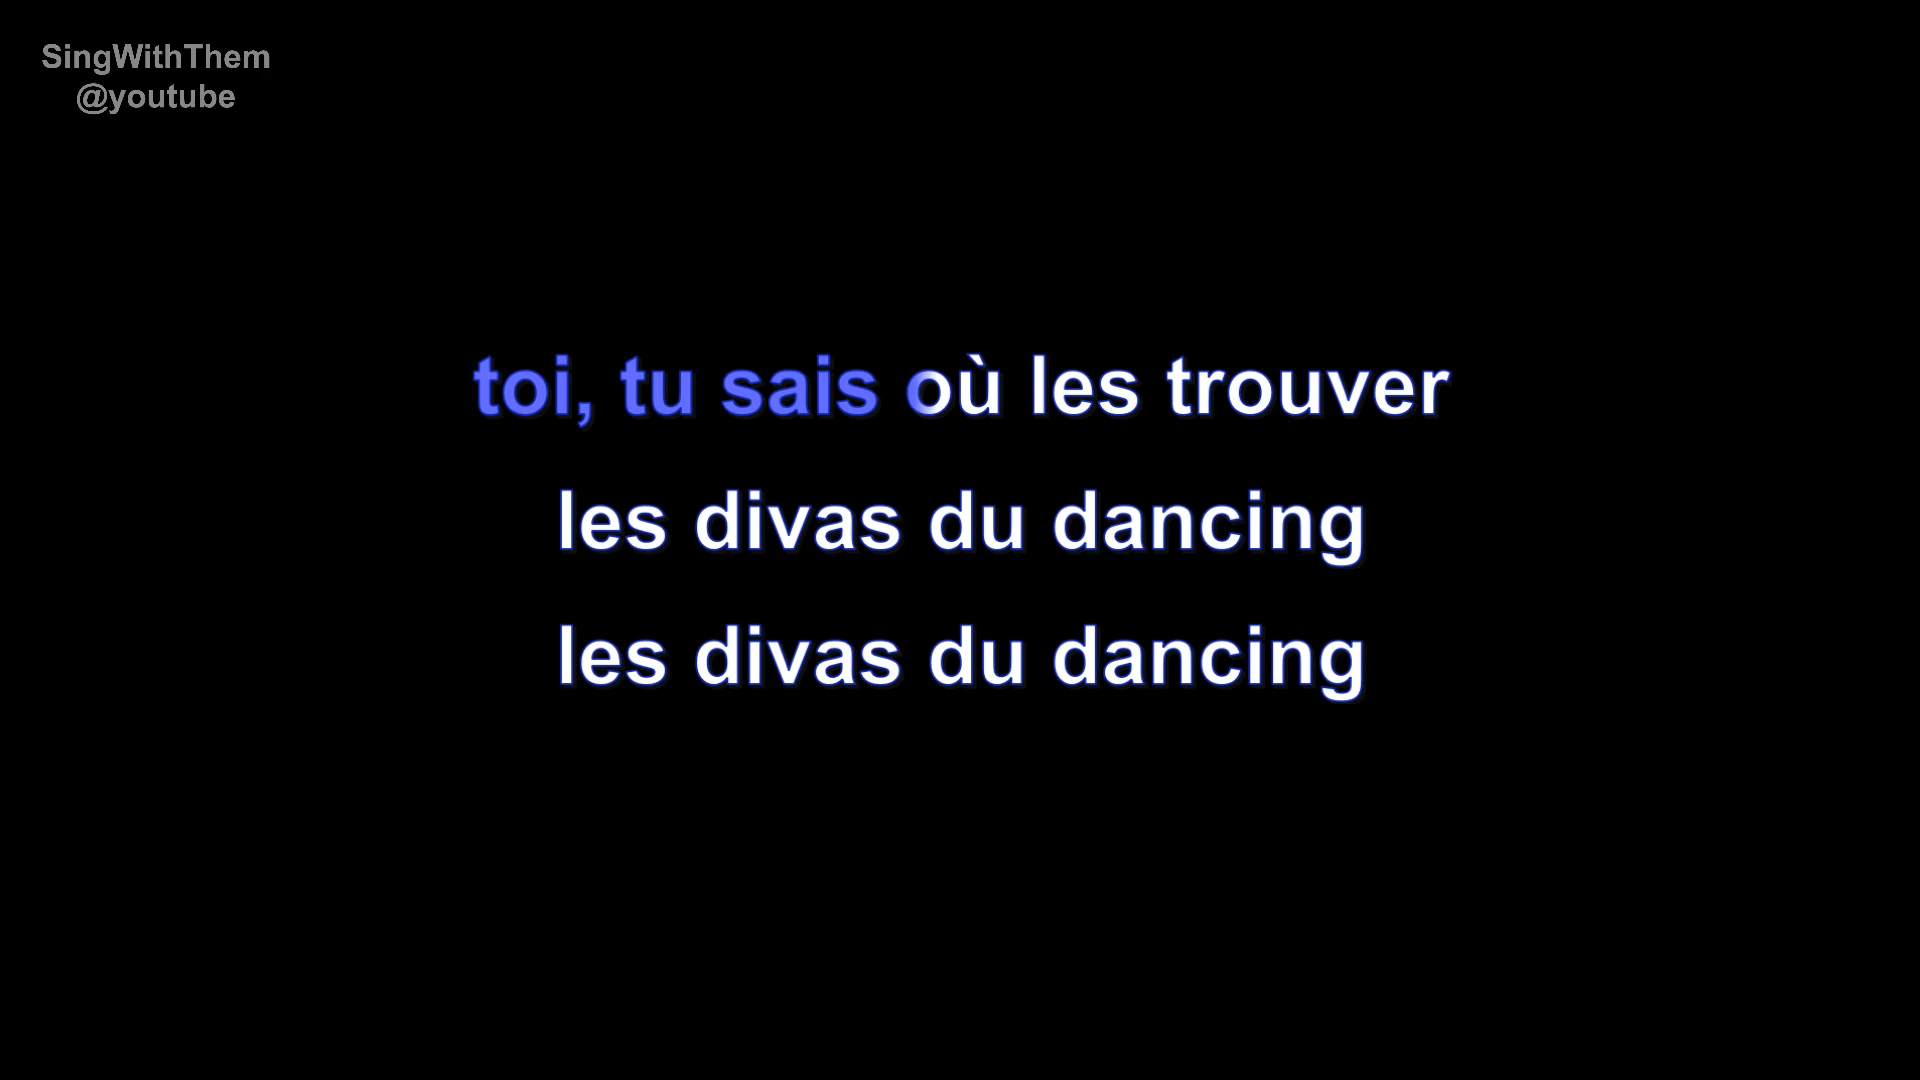 SingWithThem
@youtube
toi, tu sais où les trouver
les divas du dancing
les divas du dancing